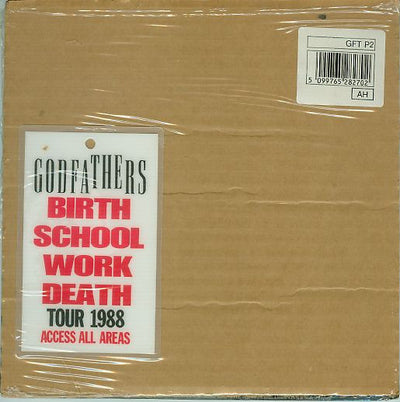 GFT P2
5 099765 282702
AH
GODFATHERS
BIRTH
SCHOOL
WORK
DEATH
TOUR 1988
ACCESS ALL AREAS